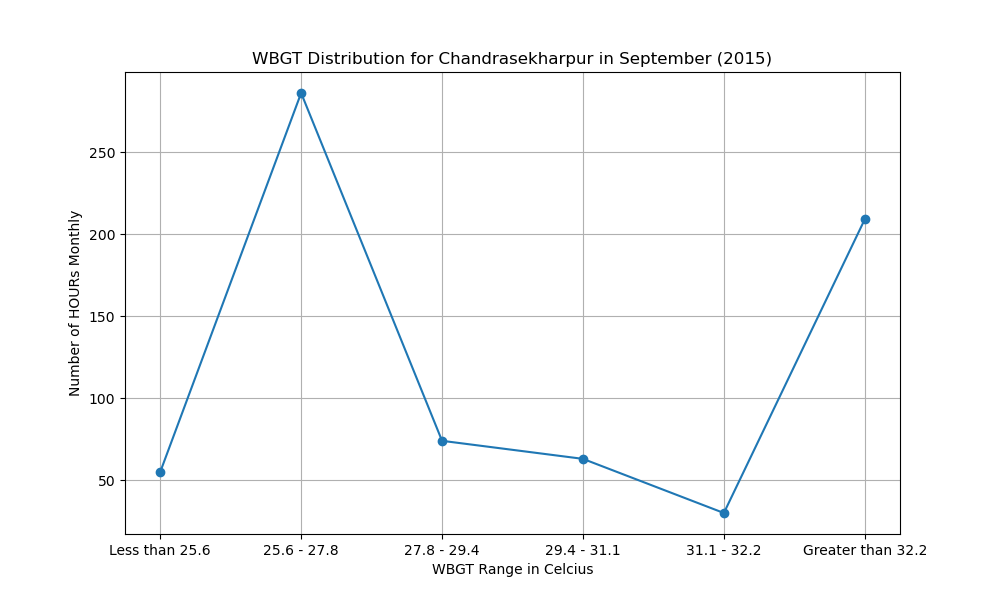 WBGT Distribution for Chandrasekharpur in September (2015)
Number of HOURs Monthly
250
200
150
100
50
Less than 25.6
25.6 - 27.8
27.8 - 29.4
29.4 - 31.1
31.1 - 32.2
Greater than 32.2
WBGT Range in Celcius